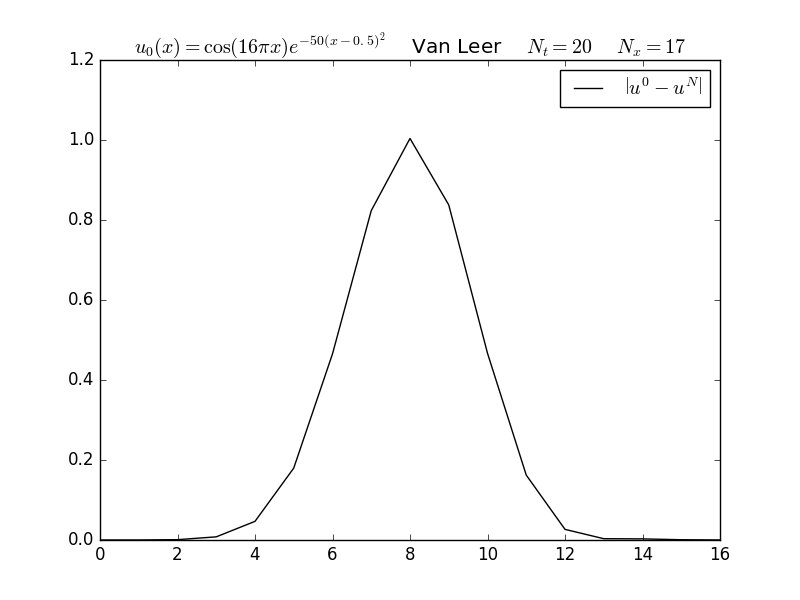 u_0(x) = cos(16πx)e^{-50(x-0.5)^2} Van Leer N_t = 20 N_x = 17
1.2
|u^0 - u^N|
1.0
0.8
0.6
0.4
0.2
0.0
0 2 4 6 8 10 12 14 16